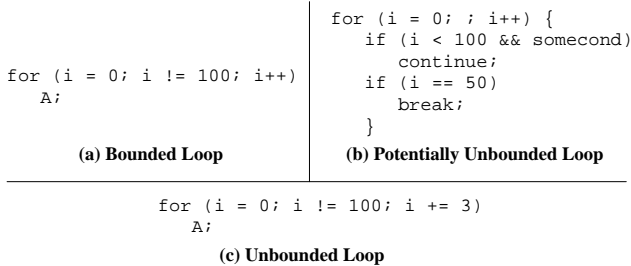 for (i = 0; i != 100; i++)
A;
(a) Bounded Loop
for (i = 0; ; i++) {
if (i < 100 && somecond)
continue;
if (i == 50)
break;
}
(b) Potentially Unbounded Loop
for (i = 0; i != 100; i += 3)
A;
(c) Unbounded Loop